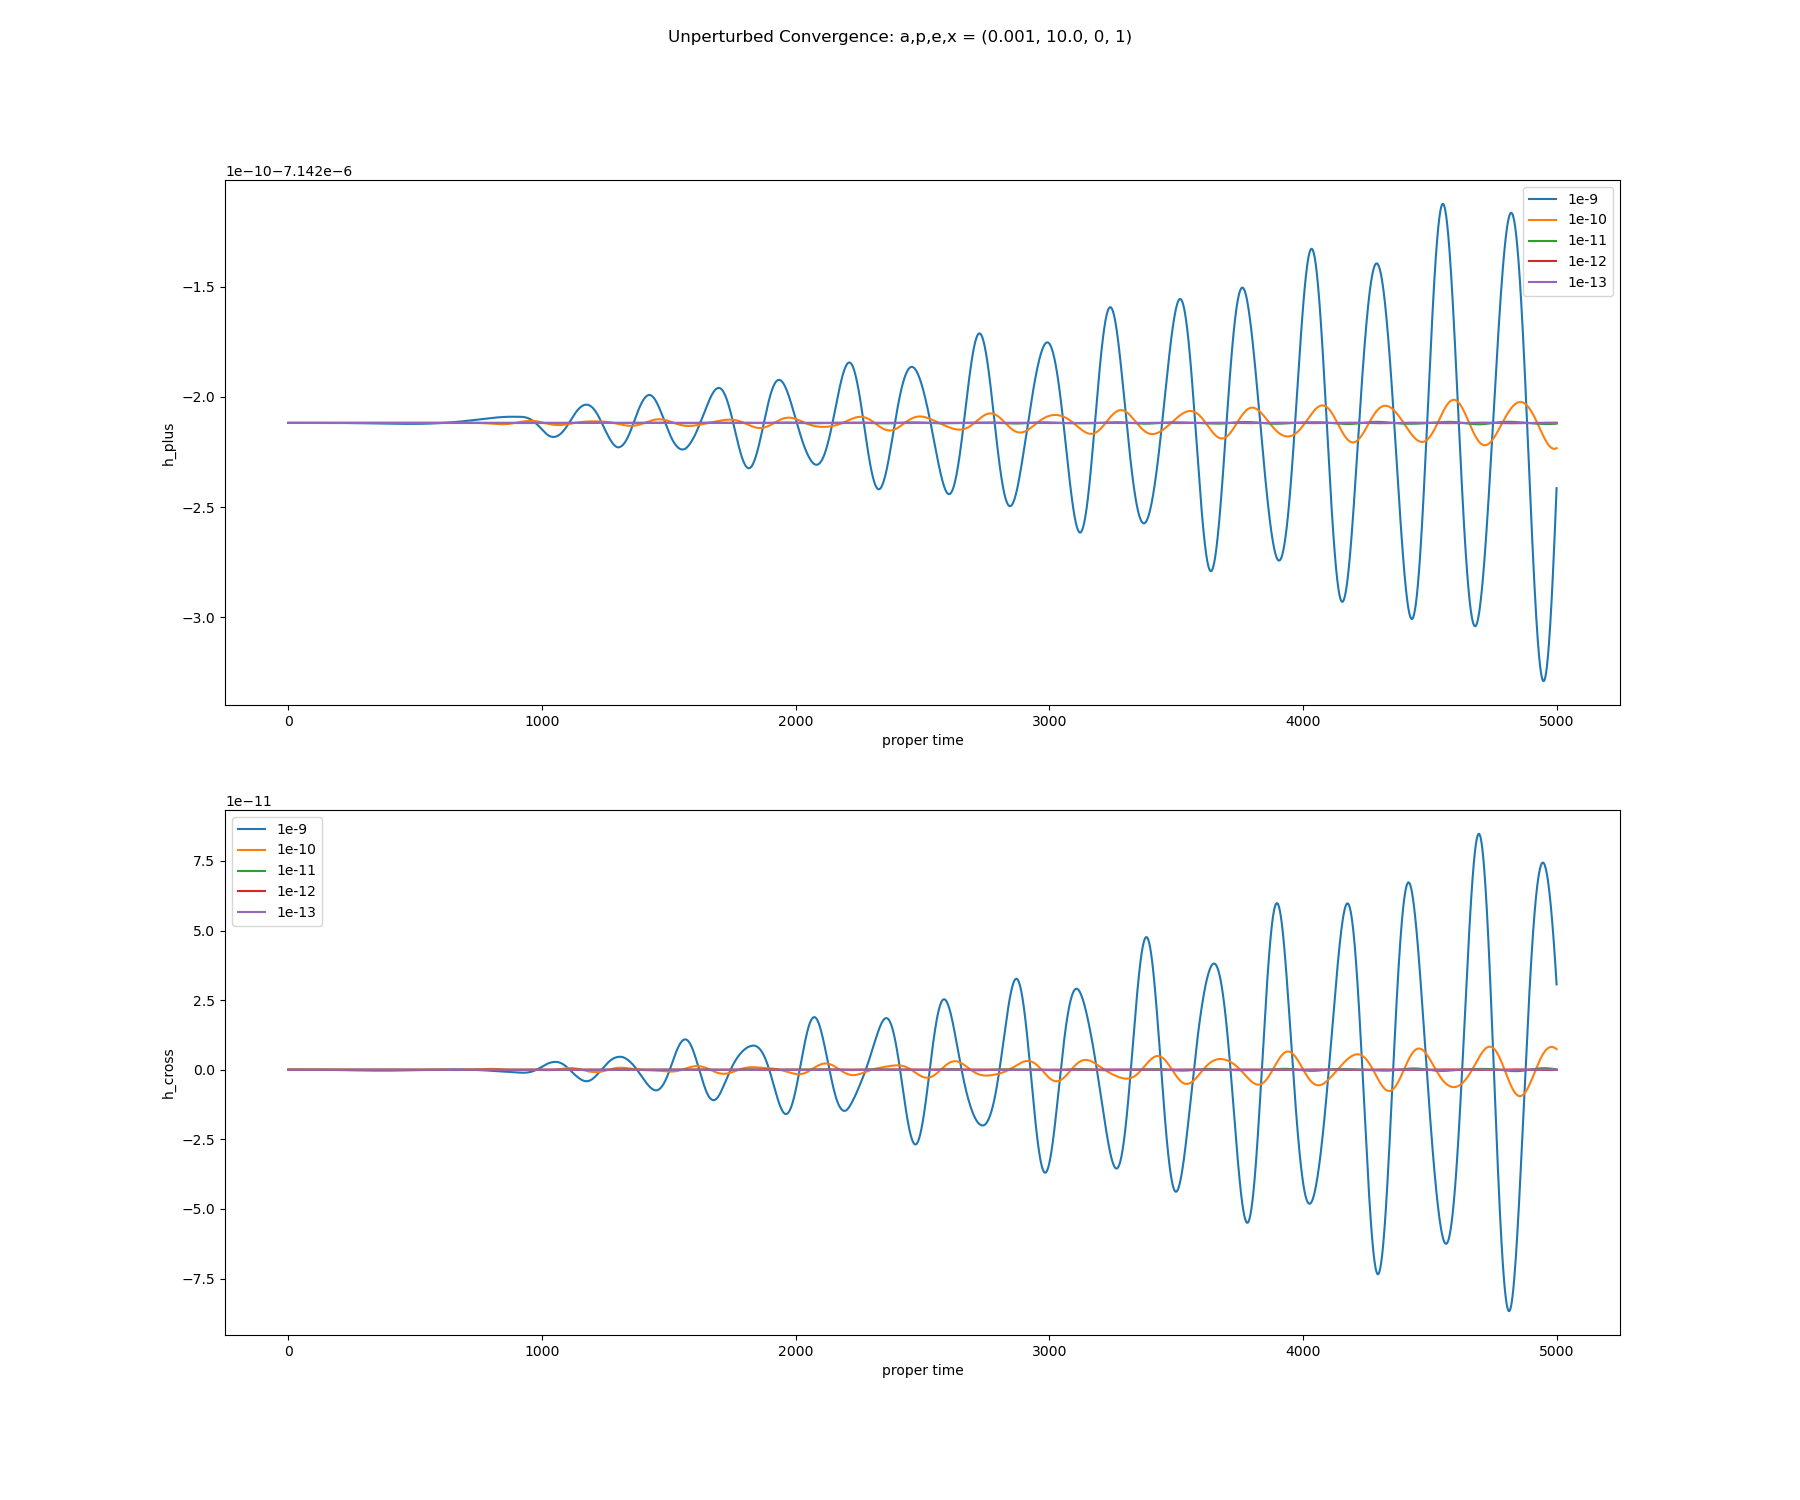 Unperturbed Convergence: a,p,e,x = (0.001, 10.0, 0, 1)
1e−10−7.142e−6
1e-9
1e-10
1e-11
1e-12
1e-13
−1.5
−2.0
−2.5
−3.0
h_plus
0 1000 2000 3000 4000 5000
proper time
1e−11
1e-9
1e-10
1e-11
1e-12
1e-13
7.5
5.0
2.5
0.0
−2.5
−5.0
−7.5
h_cross
0 1000 2000 3000 4000 5000
proper time